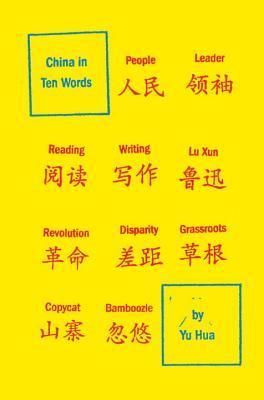 China in
Ten Words
People
人民
Leader
领袖
Reading
阅读
Writing
写作
Lu Xun
鲁迅
Revolution
革命
Disparity
差距
Grassroots
草根
Copycat
山寨
Bamboozle
忽悠
by
Yu Hua